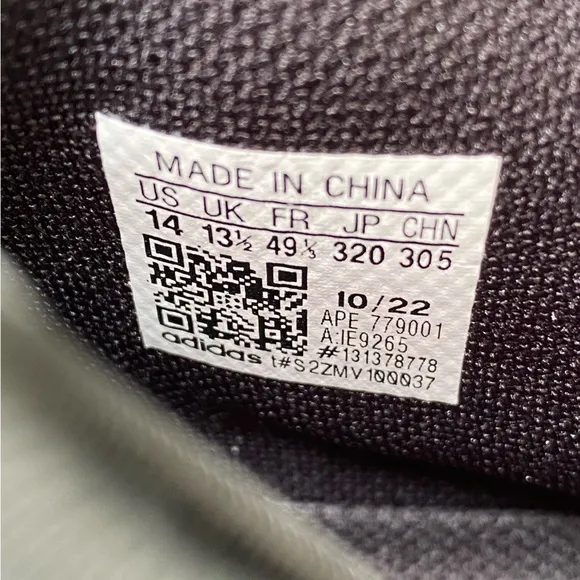 MADE IN CHINA
US UK FR JP CHN
14 13½ 49⅓ 320 305
10/22
APE 779001
A:IE9265
#131378778
adidas t#S2ZMV100037